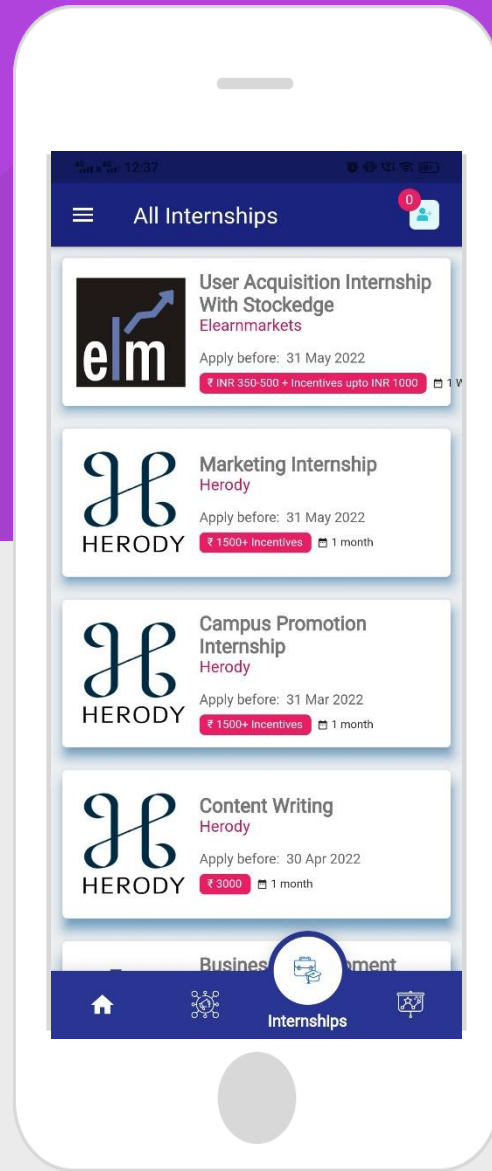 12:37
All Internships
0
elm
User Acquisition Internship
With Stockedge
Elearnmarkets
Apply before: 31 May 2022
₹ INR 350-500 + Incentives upto INR 1000 1 W
HERODY
Marketing Internship
Herody
Apply before: 31 May 2022
₹ 1500+ Incentives 1 month
HERODY
Campus Promotion
Internship
Herody
Apply before: 31 Mar 2022
₹ 1500+ Incentives 1 month
HERODY
Content Writing
Herody
Apply before: 30 Apr 2022
₹ 3000 1 month
Busines pment
Internships